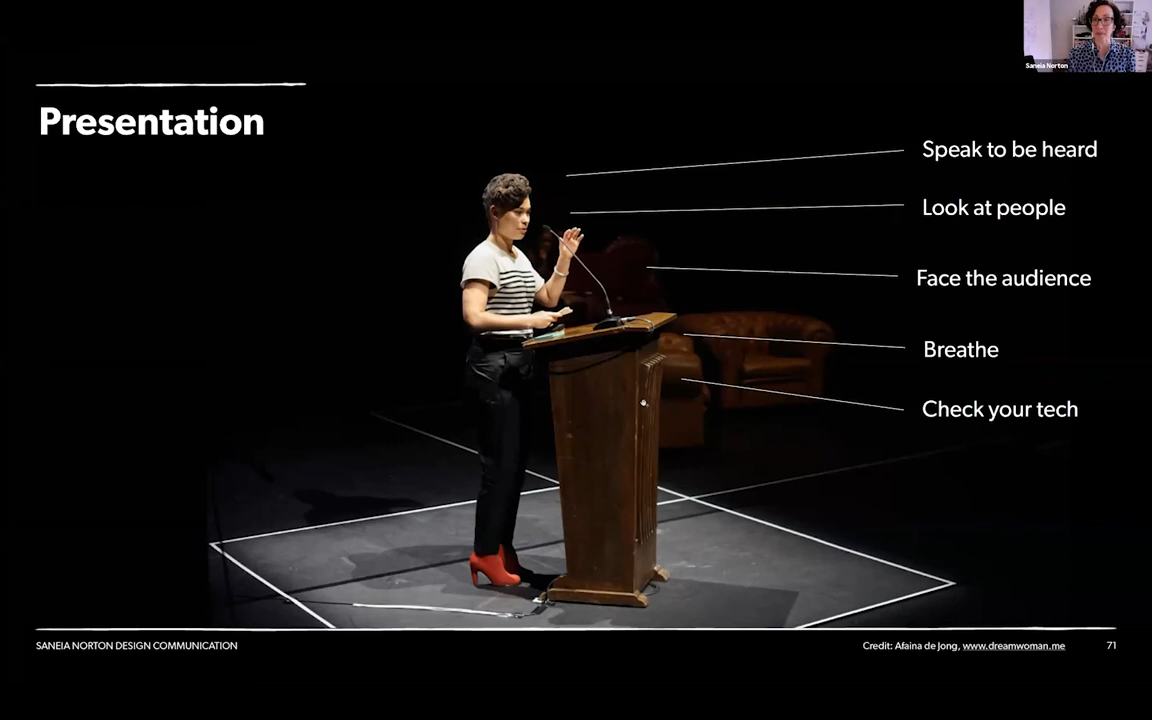 Saneia Norton
Presentation
Speak to be heard
Look at people
Face the audience
Breathe
Check your tech
SANEIA NORTON DESIGN COMMUNICATION
Credit: Afaina de Jong, www.dreamwoman.me
71